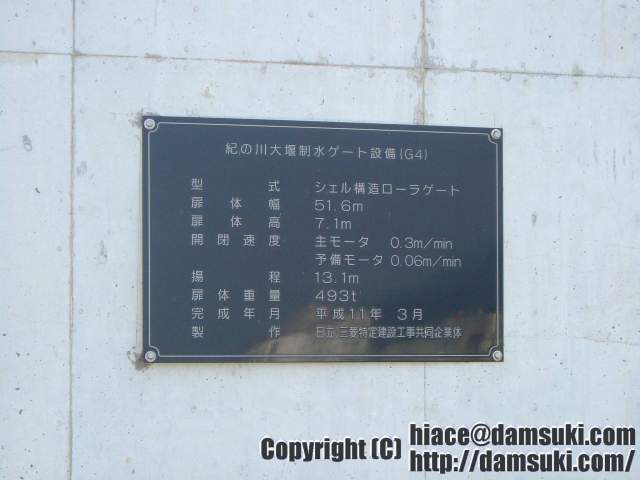 紀の川大堰制水ゲート設備(G4)
型式 シェル構造ローラゲート
扉体幅 51.6m
扉体高 7.1m
開閉速度 主モータ 0.3m/min
予備モータ 0.06m/min
揚程 13.1m
扉体重量 493t
完成年月 平成11年 3月
製作 日立,三菱特定建設工事共同企業体
Copyright (C) hiace@damsuki.com
http://damsuki.com/